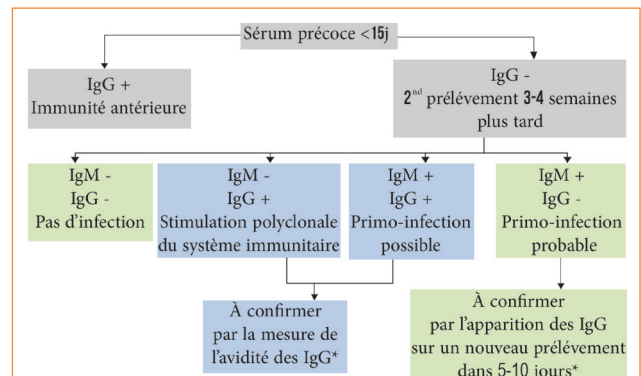 Sérum précoce <15j
IgG +
Immunité antérieure
IgG -
2nd prélévement 3-4 semaines
plus tard
IgM -
IgG -
Pas d'infection
IgM -
IgG +
Stimulation polyclonale
du système immunitaire
IgM +
IgG +
Primo-infection
possible
IgM +
IgG -
Primo-infection
probable
À confirmer
par la mesure de
l'avidité des IgG*
À confirmer
par l'apparition des IgG
sur un nouveau prélévement
dans 5-10 jours*